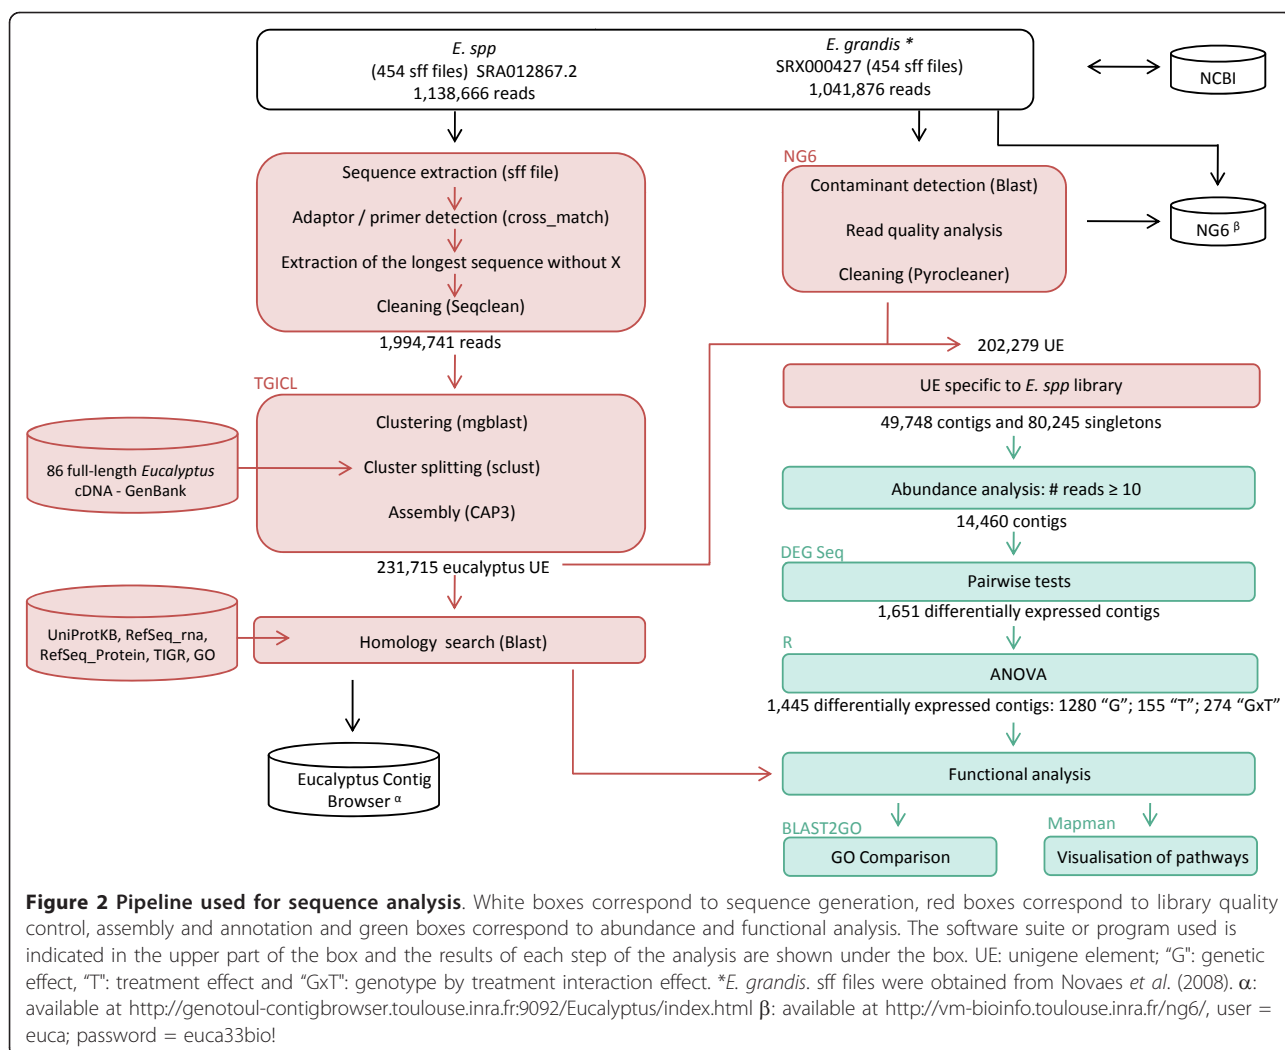 E. spp
(454 sff files) SRA012867.2
1,138,666 reads
E. grandis *
SRX000427 (454 sff files)
1,041,876 reads
NCBI
Sequence extraction (sff file)
Adaptor / primer detection (cross_match)
Extraction of the longest sequence without X
Cleaning (Seqclean)
1,994,741 reads
NG6
Contaminant detection (Blast)
Read quality analysis
Cleaning (Pyrocleaner)
NG6 β
TGICL
Clustering (mgblast)
Cluster splitting (sclust)
Assembly (CAP3)
86 full-length Eucalyptus
cDNA - GenBank
231,715 eucalyptus UE
UniProtKB, RefSeq_rna,
RefSeq_Protein, TIGR, GO
Homology search (Blast)
Eucalyptus Contig
Browser α
202,279 UE
UE specific to E. spp library
49,748 contigs and 80,245 singletons
Abundance analysis: # reads ≥ 10
14,460 contigs
DEG Seq
Pairwise tests
1,651 differentially expressed contigs
R
ANOVA
1,445 differentially expressed contigs: 1280 “G”; 155 “T”; 274 “GxT”
Functional analysis
BLAST2GO
GO Comparison
Mapman
Visualisation of pathways
Figure 2 Pipeline used for sequence analysis. White boxes correspond to sequence generation, red boxes correspond to library quality
control, assembly and annotation and green boxes correspond to abundance and functional analysis. The software suite or program used is
indicated in the upper part of the box and the results of each step of the analysis are shown under the box. UE: unigene element; “G”: genetic
effect, “T”: treatment effect and “GxT”: genotype by treatment interaction effect. *E. grandis. sff files were obtained from Novaes et al. (2008). α:
available at http://genotoul-contigbrowser.toulouse.inra.fr:9092/Eucalyptus/index.html β: available at http://vm-bioinfo.toulouse.inra.fr/ng6/, user =
euca; password = euca33bio!